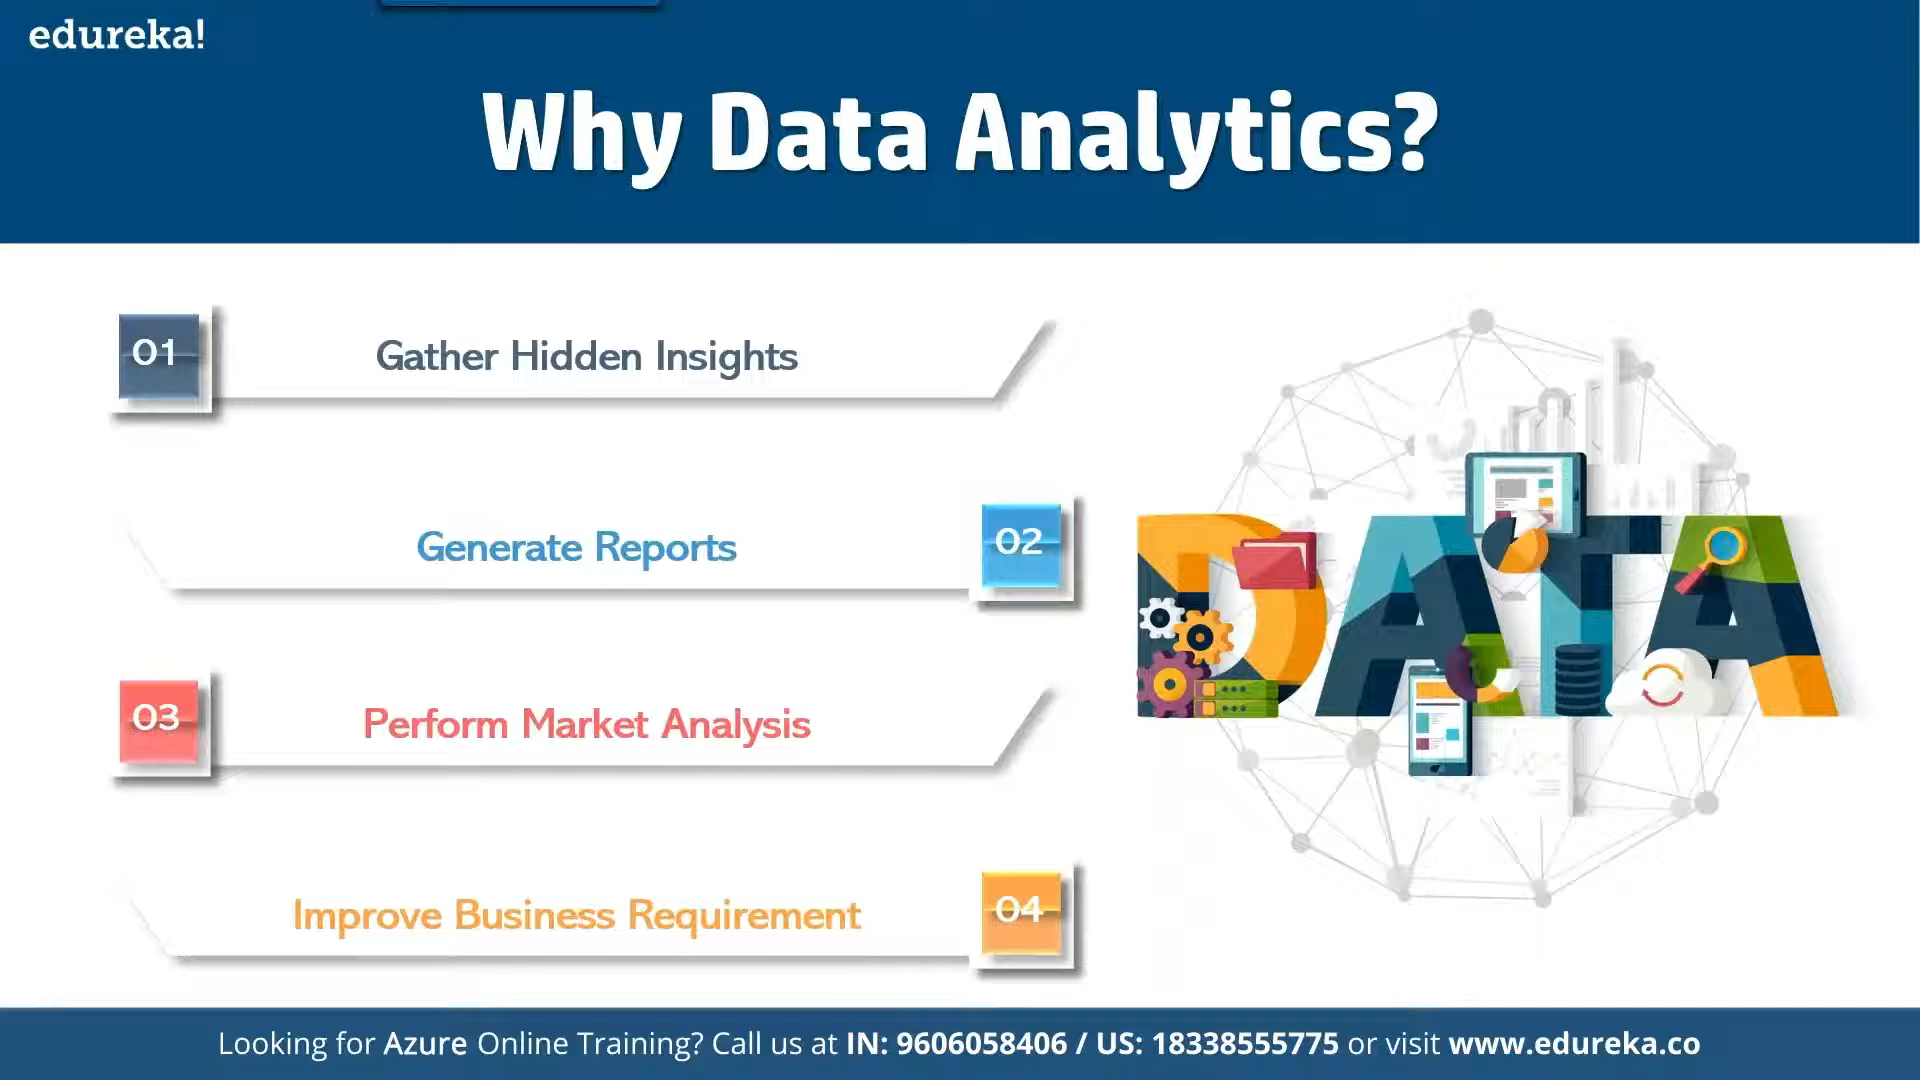 edureka!
Why Data Analytics?
01
Gather Hidden Insights
Generate Reports
02
03
Perform Market Analysis
Improve Business Requirement
04
DATA
Looking for Azure Online Training? Call us at IN: 9606058406 / US: 18338555775 or visit www.edureka.co